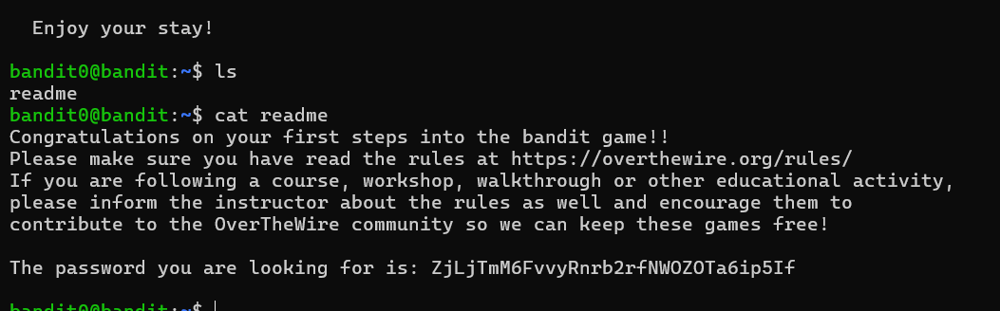 Enjoy your stay!
bandit0@bandit:~$ ls
readme
bandit0@bandit:~$ cat readme
Congratulations on your first steps into the bandit game!!
Please make sure you have read the rules at https://overthewire.org/rules/
If you are following a course, workshop, walkthrough or other educational activity,
please inform the instructor about the rules as well and encourage them to
contribute to the OverTheWire community so we can keep these games free!
The password you are looking for is: ZjLjTmM6FvvyRnrb2rfNWOZOTa6ip5If
bandit0@bandit:~$